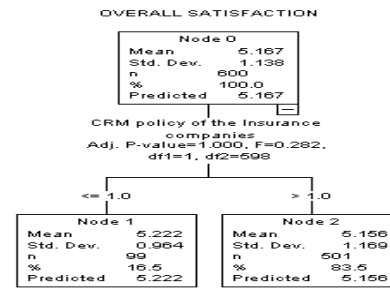 OVERALL SATISFACTION
Node 0
Mean 5.167
Std. Dev. 1.138
n 600
% 100.0
Predicted 5.167
CRM policy of the Insurance
companies
Adj. P-value=1.000, F=0.282,
df1=1, df2=598
<= 1.0 > 1.0
Node 1
Mean 5.222
Std. Dev. 0.964
n 99
% 16.5
Predicted 5.222
Node 2
Mean 5.156
Std. Dev. 1.169
n 501
% 83.5
Predicted 5.156